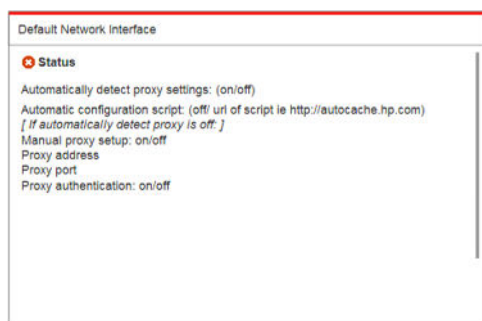 Default Network Interface
Status
Automatically detect proxy settings: (on/off)
Automatic configuration script: (off/ url of script ie http://autocache.hp.com)
[ If automatically detect proxy is off: ]
Manual proxy setup: on/off
Proxy address
Proxy port
Proxy authentication: on/off